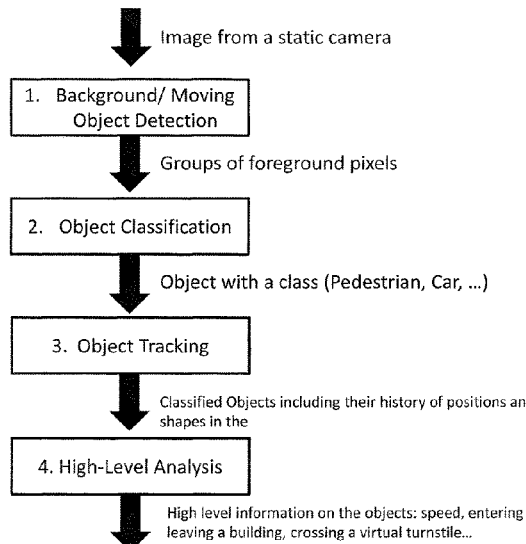 Image from a static camera
1. Background/ Moving
Object Detection
Groups of foreground pixels
2. Object Classification
Object with a class (Pedestrian, Car, ...)
3. Object Tracking
Classified Objects including their history of positions an
shapes in the
4. High-Level Analysis
High level information on the objects: speed, entering
leaving a building, crossing a virtual turnstile...